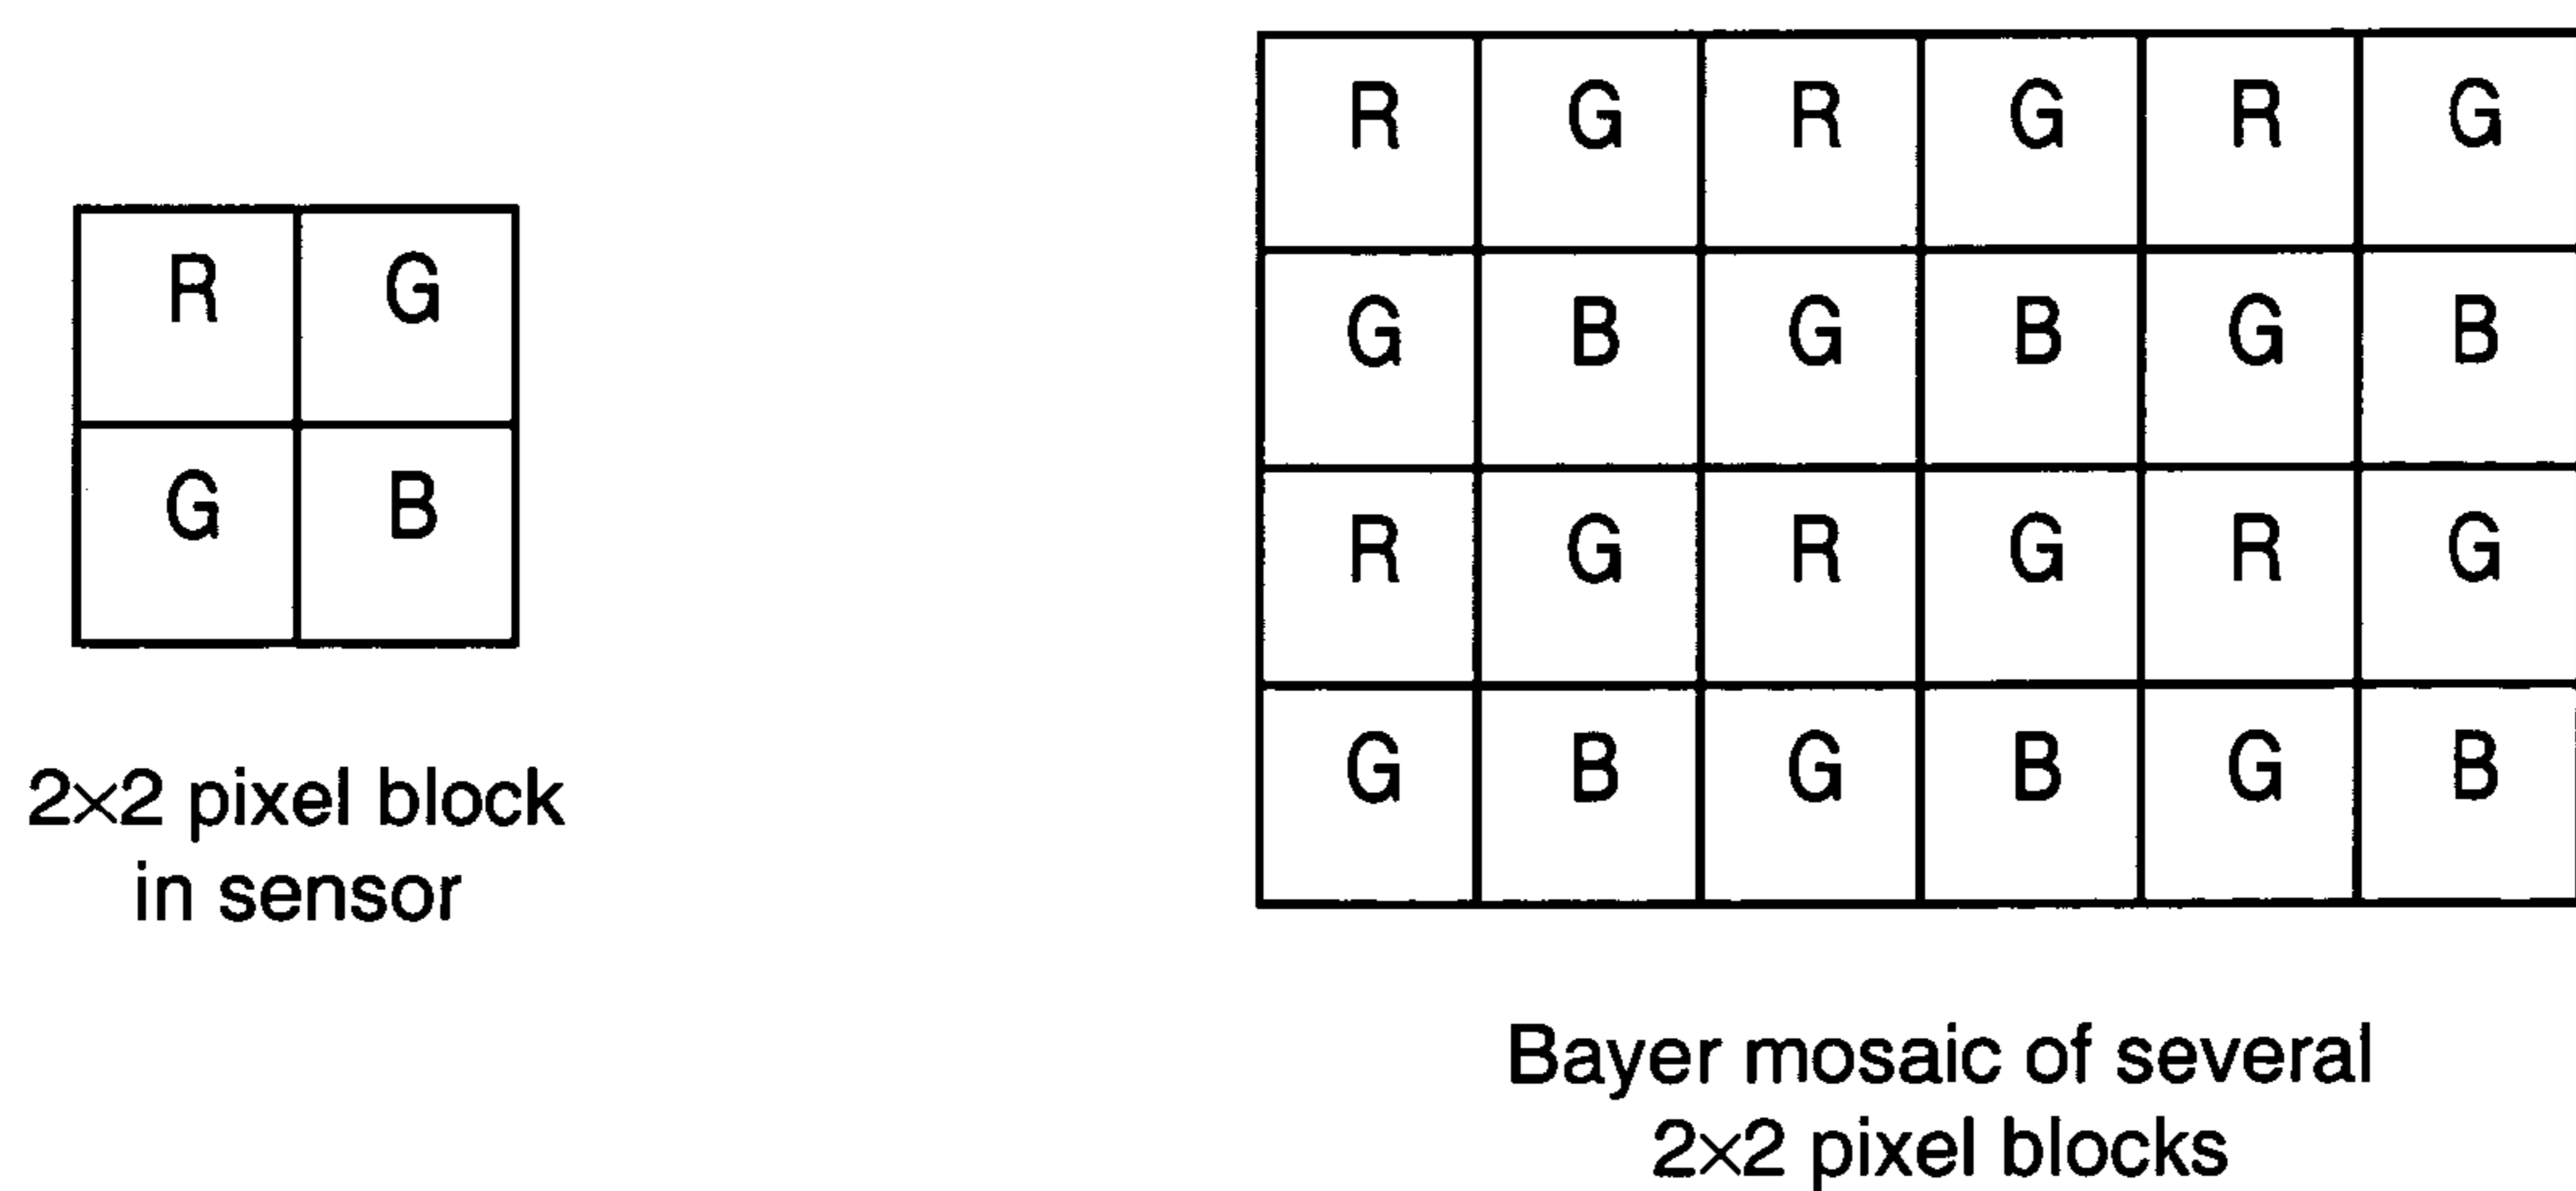 R G
G B
2×2 pixel block
in sensor
R G R G R G
G B G B G B
R G R G R G
G B G B G B
Bayer mosaic of several
2×2 pixel blocks